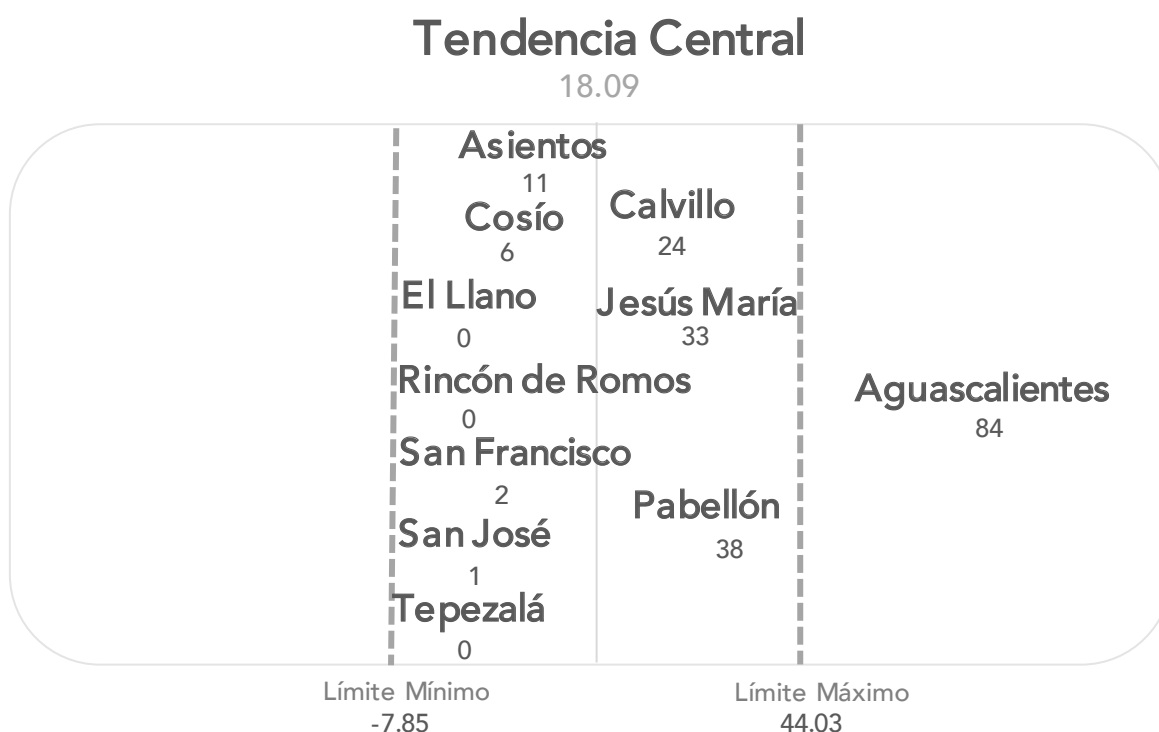 Tendencia Central
18.09
Asientos
11
Calvillo
24
Cosío
6
El Llano
0
Jesús María
33
Rincón de Romos
0
Aguascalientes
84
San Francisco
2
Pabellón
38
San José
1
Tepezalá
0
Límite Mínimo
-7.85
Límite Máximo
44.03